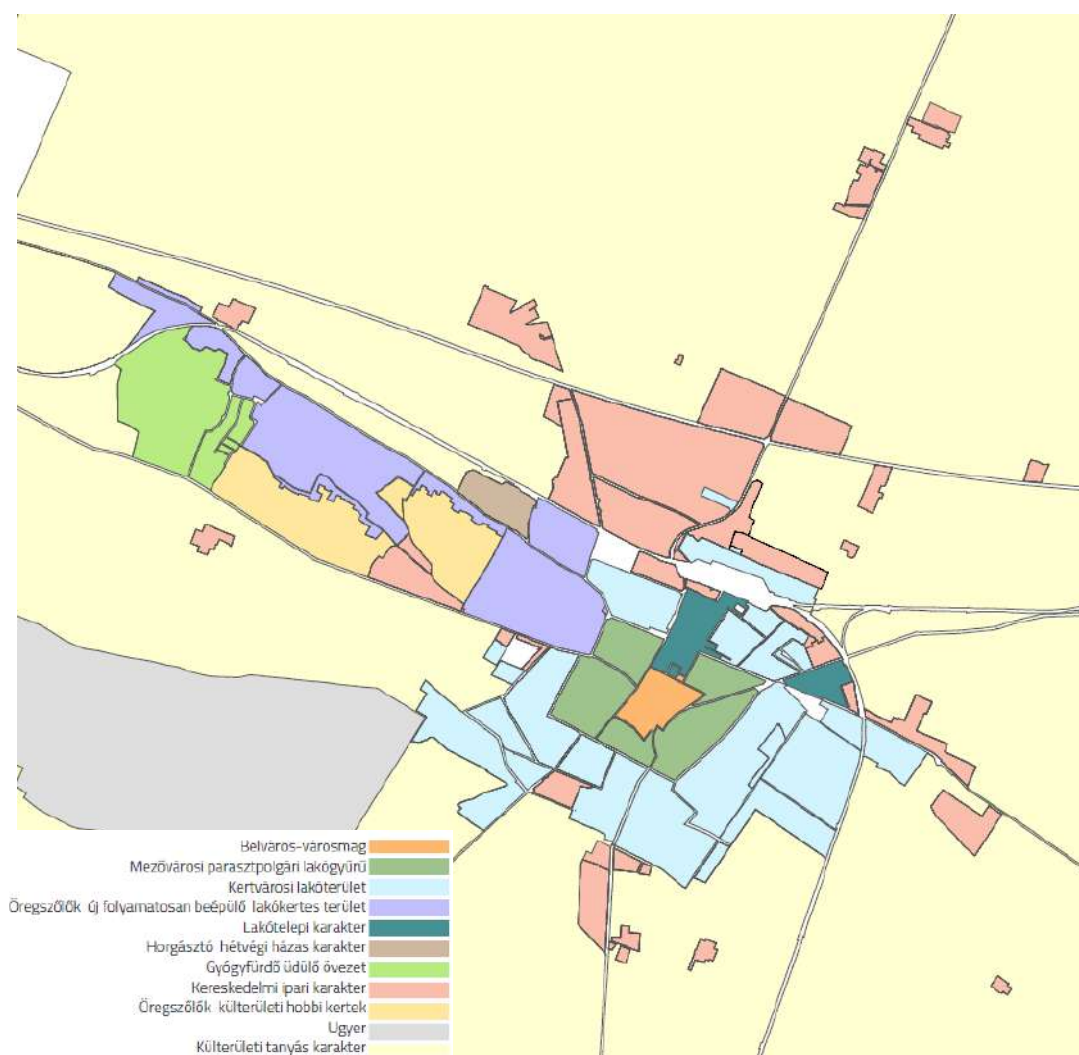 Belváros-városmag
Mezővárosi parasztpolgári lakógyűrű
Kertvárosi lakóterület
Öregszőlők új folyamatosan beépülő lakókertes terület
Lakótelepi karakter
Horgásztó hétvégi házas karakter
Gyógyfürdő üdülő övezet
Kereskedelmi ipari karakter
Öregszőlők külterületi hobbi kertek
Ugyer
Külterületi tanyás karakter